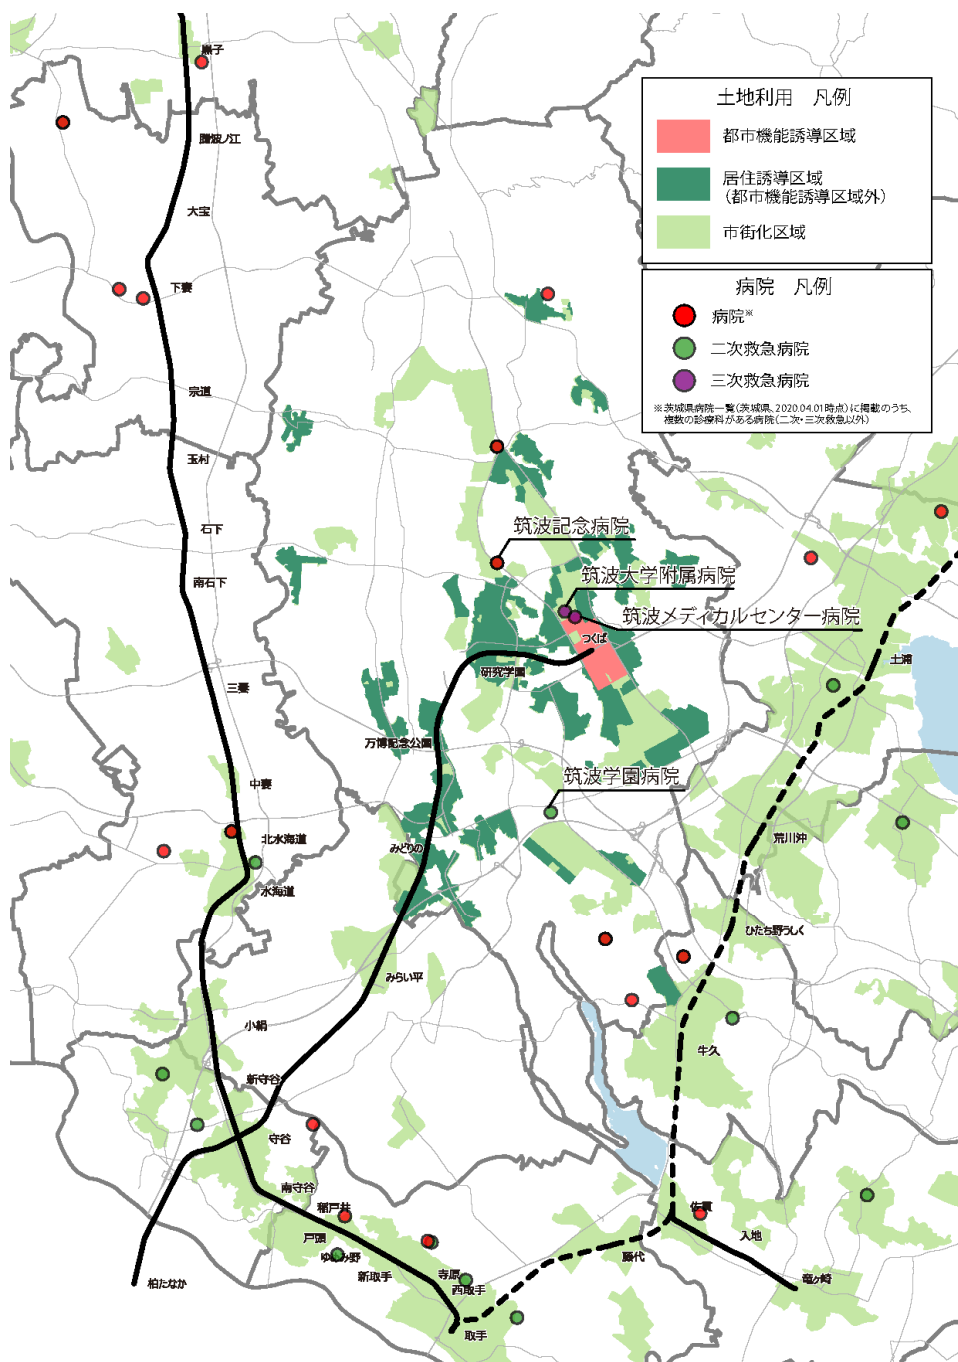 黒子
騰波ノ江
大宝
下妻
宗道
玉村
石下
南石下
三妻
中妻
北水海道
水海道
小絹
新守谷
守谷
南守谷
稲戸井
戸頭
ゆめみ野
新取手
寺原
西取手
取手
柏たなか
土地利用　凡例
都市機能誘導区域
居住誘導区域
(都市機能誘導区域外)
市街化区域
病院　凡例
病院※
二次救急病院
三次救急病院
※茨城県病院一覧(茨城県、2020.04.01時点)に掲載のうち、
複数の診療科がある病院(二次・三次救急以外)
筑波記念病院
筑波大学附属病院
筑波メディカルセンター病院
つくば
研究学園
万博記念公園
筑波学園病院
みどりの
みらい平
土浦
荒川沖
ひたち野うしく
牛久
佐貫
入地
竜ヶ崎
藤代